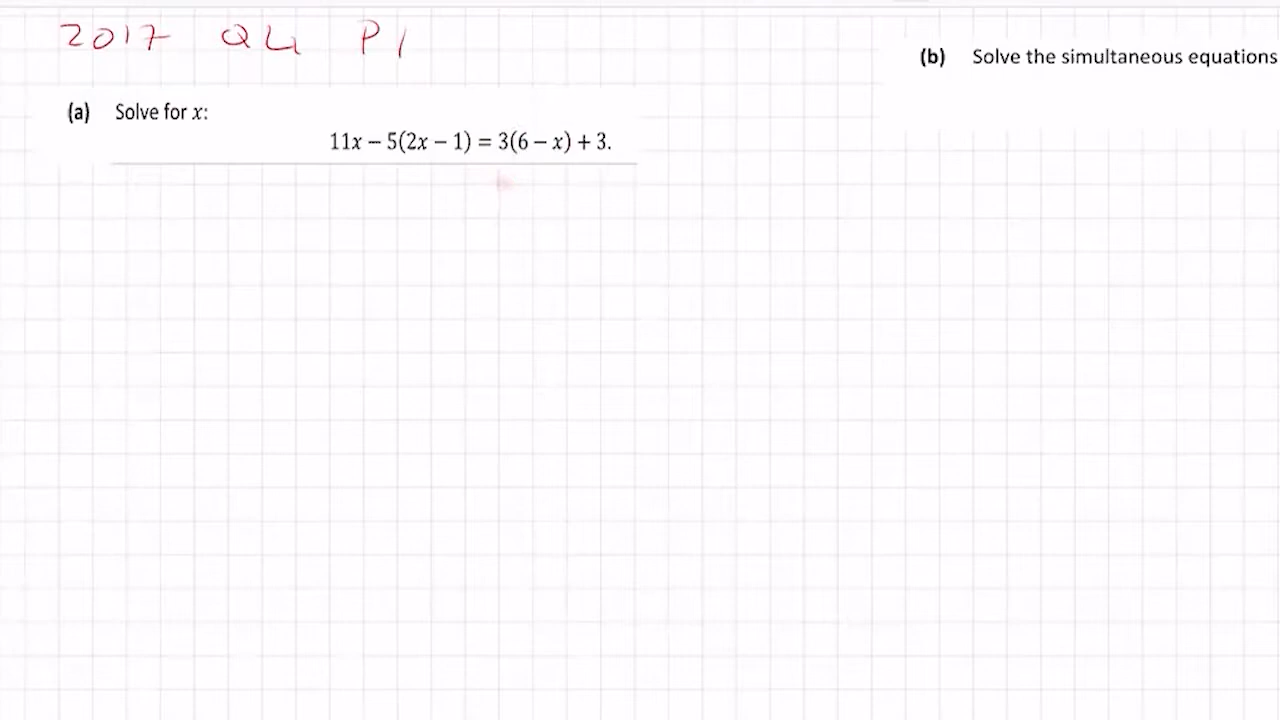 2017 Q4 P1
(a) Solve for x:
11x – 5(2x – 1) = 3(6 – x) + 3.
(b) Solve the simultaneous equations